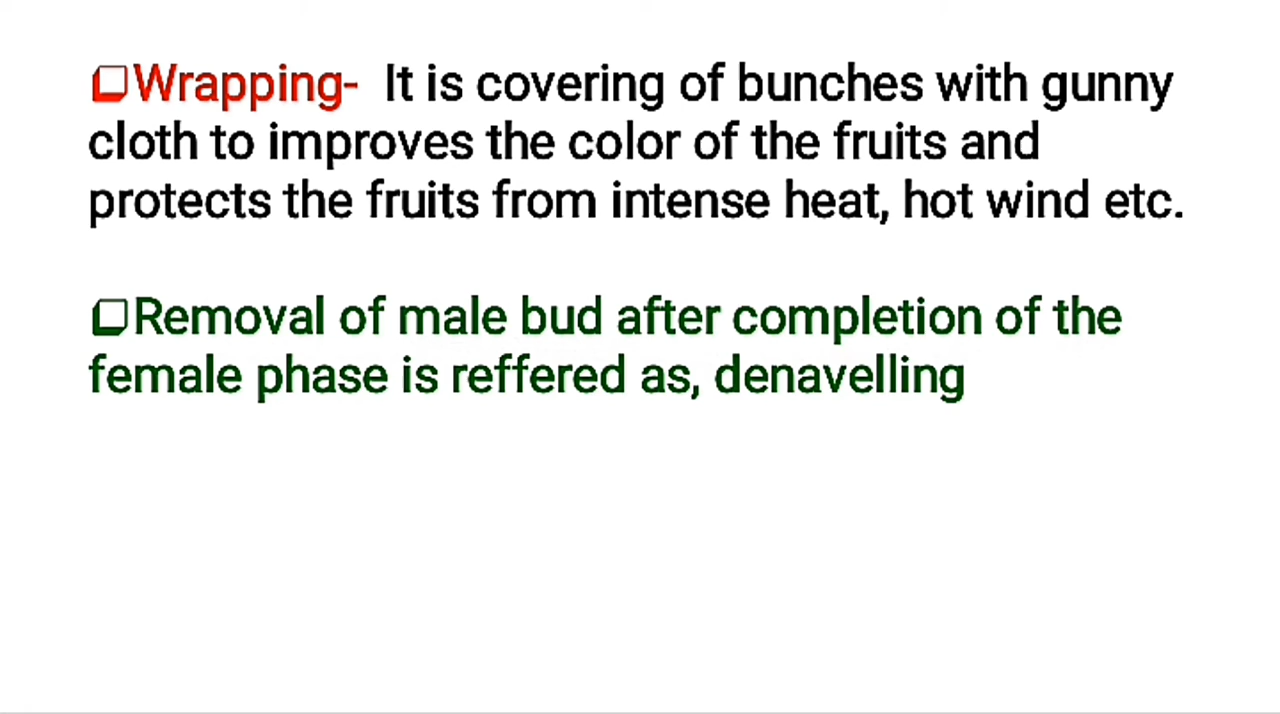 ❑Wrapping- It is covering of bunches with gunny
cloth to improves the color of the fruits and
protects the fruits from intense heat, hot wind etc.
❑Removal of male bud after completion of the
female phase is reffered as, denavelling